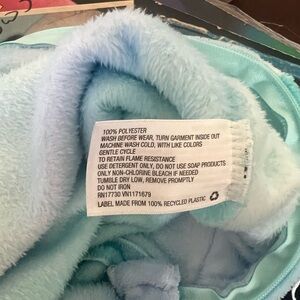 100% POLYESTER
WASH BEFORE WEAR, TURN GARMENT INSIDE OUT
MACHINE WASH COLD, WITH LIKE COLORS
GENTLE CYCLE
TO RETAIN FLAME RESISTANCE
USE DETERGENT ONLY, DO NOT USE SOAP PRODUCTS
ONLY NON-CHLORINE BLEACH IF NEEDED
TUMBLE DRY LOW, REMOVE PROMPTLY
DO NOT IRON
RN17730 VN1171679
LABEL MADE FROM 100% RECYCLED PLASTIC